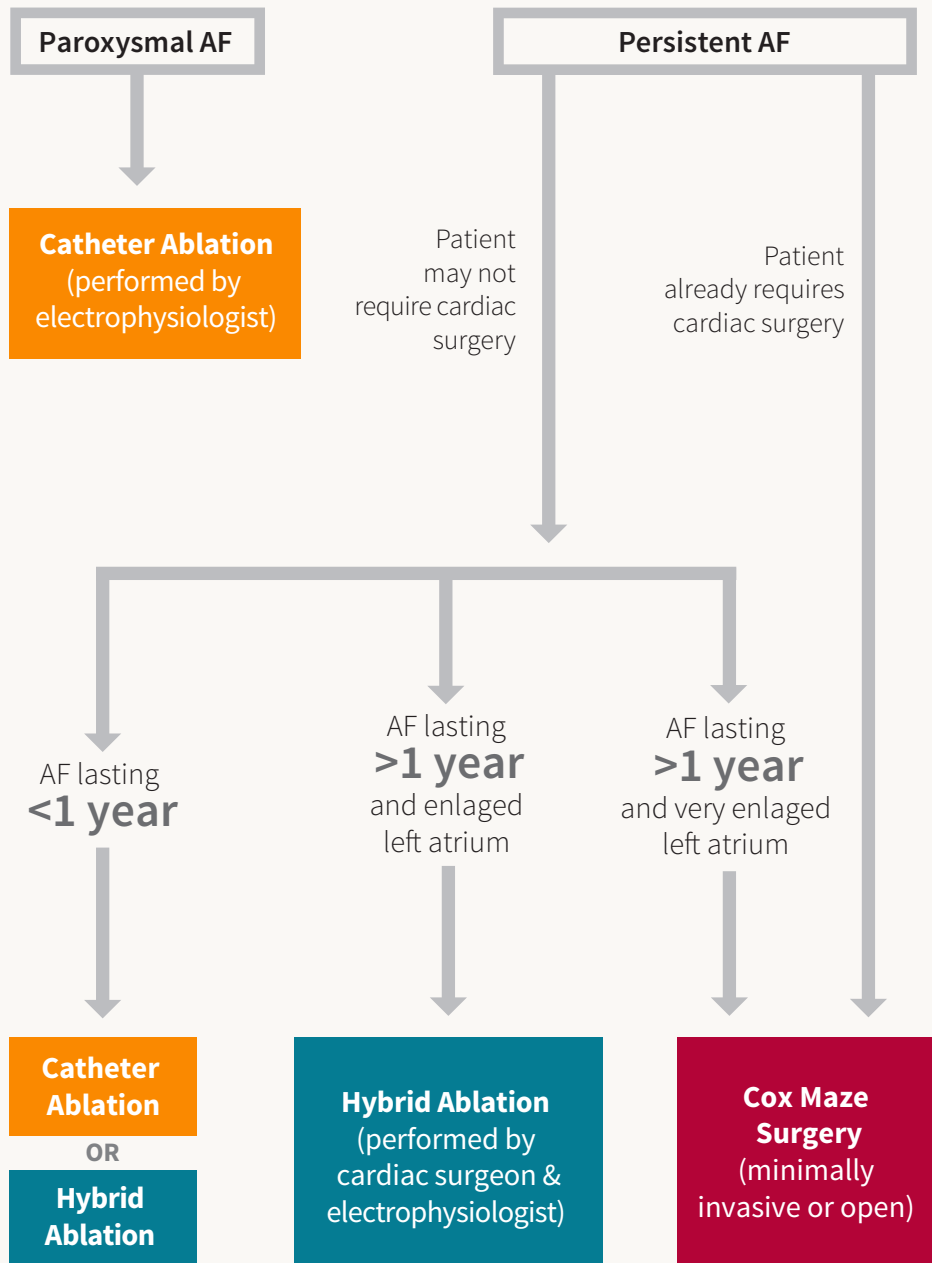 Paroxysmal AF
Persistent AF
Catheter Ablation
(performed by
electrophysiologist)
Patient
may not
require cardiac
surgery
Patient
already requires
cardiac surgery
AF lasting
<1 year
AF lasting
>1 year
and enlaged
left atrium
AF lasting
>1 year
and very enlaged
left atrium
Catheter
Ablation
OR
Hybrid
Ablation
Hybrid Ablation
(performed by
cardiac surgeon &
electrophysiologist)
Cox Maze
Surgery
(minimally
invasive or open)